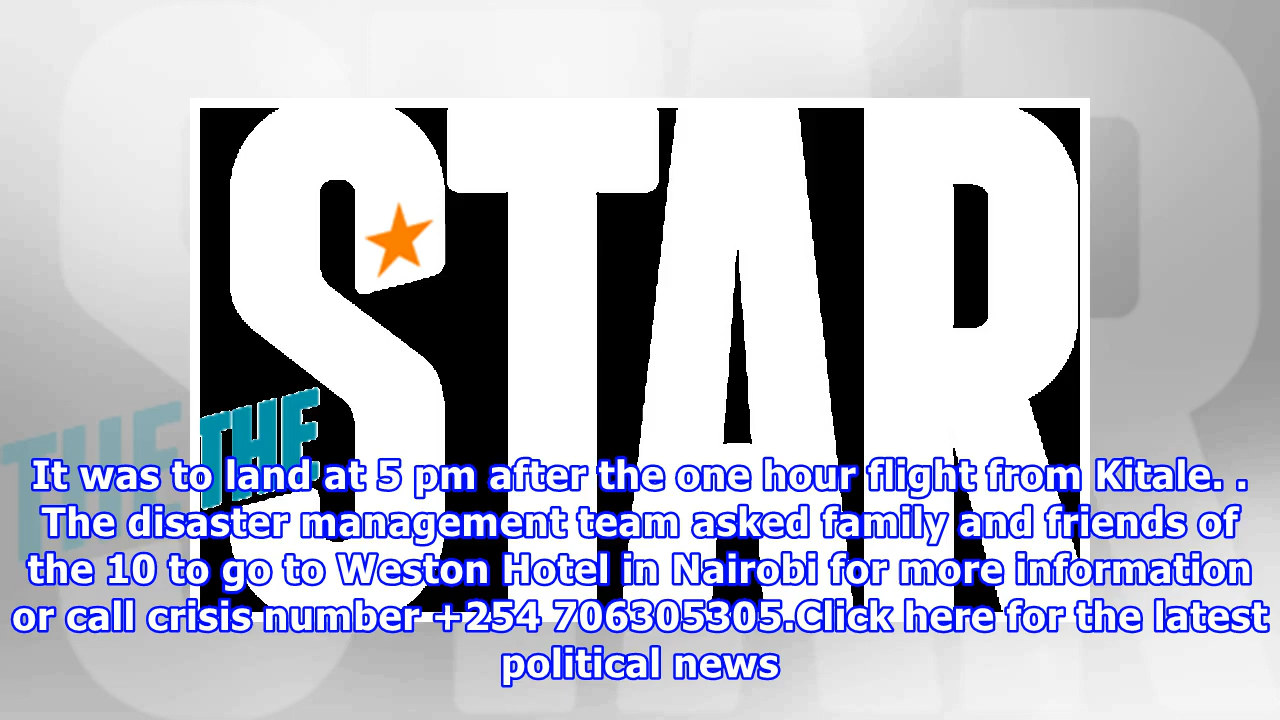 THE STAR
It was to land at 5 pm after the one hour flight from Kitale. .
The disaster management team asked family and friends of
the 10 to go to Weston Hotel in Nairobi for more information
or call crisis number +254 706305305.Click here for the latest
political news